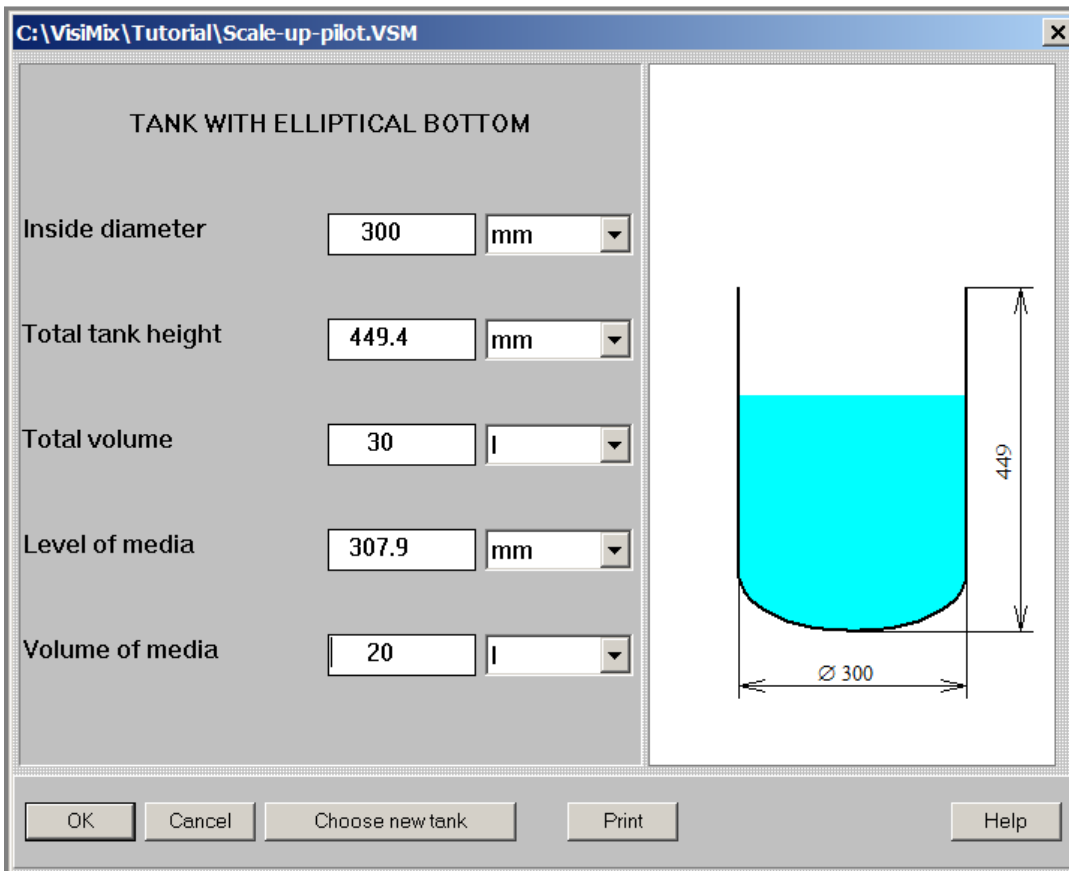 C:\VisiMix\Tutorial\Scale-up-pilot.VSM
TANK WITH ELLIPTICAL BOTTOM
Inside diameter 300 mm
Total tank height 449.4 mm
Total volume 30 l
Level of media 307.9 mm
Volume of media 20 l
449
Ø 300
OK Cancel Choose new tank Print Help